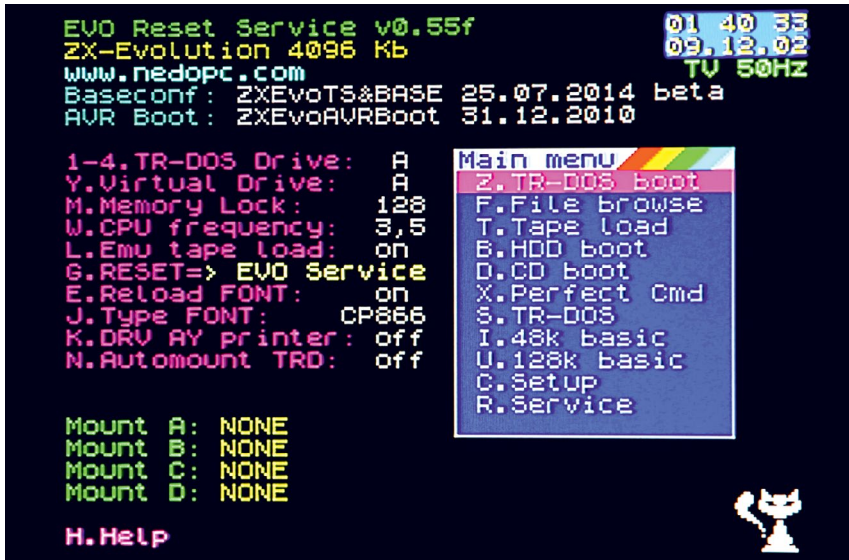 EVO Reset Service v0.55f
ZX-Evolution 4096 Kb
www.nedopc.com
Baseconf: ZXEvoTS&BASE 25.07.2014 beta
AVR Boot: ZXEvoAVRBoot 31.12.2010
01 40 33
09.12.02
TV 50Hz
1-4.TR-DOS Drive: A
Y.Virtual Drive: A
M.Memory Lock: 128
W.CPU frequency: 3,5
L.Emu tape load: on
G.RESET=> EVO Service
E.Reload FONT: on
J.Type FONT: CP866
K.DRV AY printer: off
N.Automount TRD: off
Main menu
Z.TR-DOS boot
F.File browse
T.Tape load
B.HDD boot
D.CD boot
X.Perfect Cmd
S.TR-DOS
I.48k basic
U.128k basic
C.Setup
R.Service
Mount A: NONE
Mount B: NONE
Mount C: NONE
Mount D: NONE
H.Help